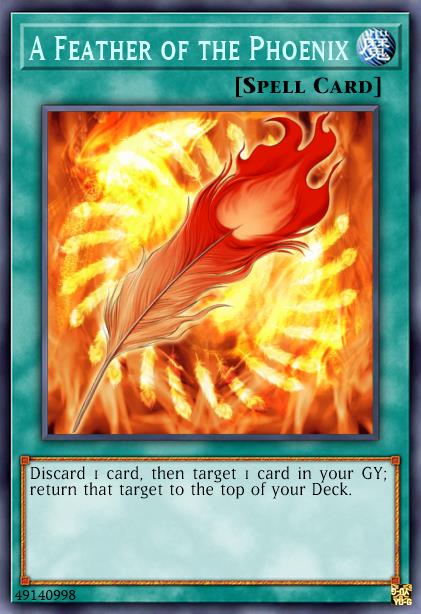 A Feather of the Phoenix 魔
[Spell Card]
Discard 1 card, then target 1 card in your GY;
return that target to the top of your Deck.
49140998